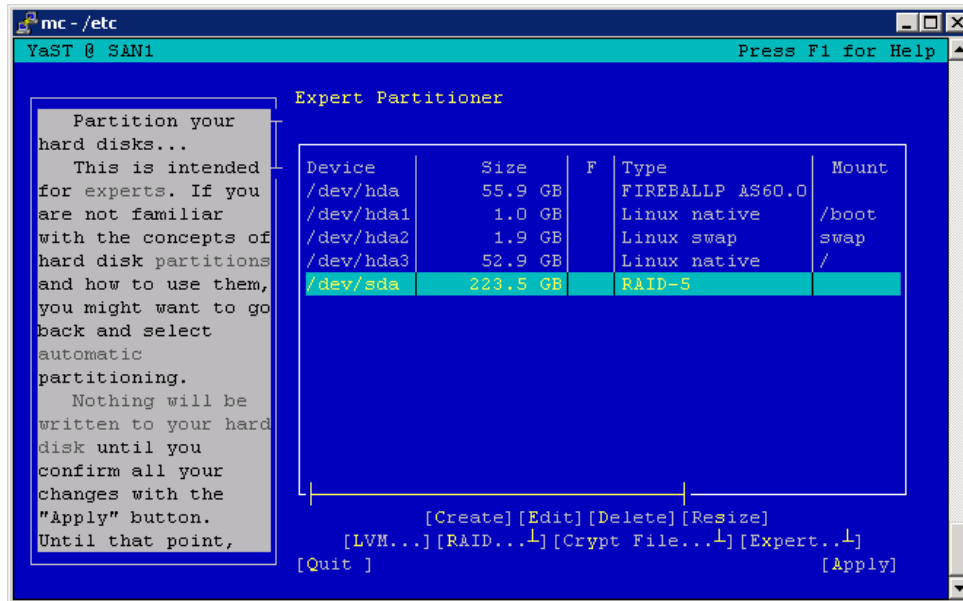 mc - /etc
YaST @ SAN1 Press F1 for Help
Expert Partitioner
Partition your
hard disks...
This is intended
for experts. If you
are not familiar
with the concepts of
hard disk partitions
and how to use them,
you might want to go
back and select
automatic
partitioning.
Nothing will be
written to your hard
disk until you
confirm all your
changes with the
"Apply" button.
Until that point,
Device Size F Type Mount
/dev/hda 55.9 GB FIREBALLP AS60.0
/dev/hda1 1.0 GB Linux native /boot
/dev/hda2 1.9 GB Linux swap swap
/dev/hda3 52.9 GB Linux native /
/dev/sda 223.5 GB RAID-5
[Create][Edit][Delete][Resize]
[LVM...][RAID...┴][Crypt File...┴][Expert..┴]
[Quit ] [Apply]